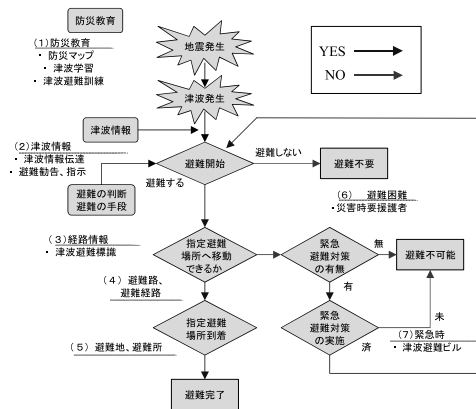 防災教育
(1)防災教育
・防災マップ
・津波学習
・津波避難訓練
地震発生
YES
NO
津波発生
津波情報
(2)津波情報
・津波情報伝達
・避難勧告、指示
避難開始
避難しない
避難不要
避難する
避難の判断
避難の手段
(6) 避難困難
・災害時要援護者
(3)経路情報
・津波避難標識
指定避難
場所へ移動
できるか
緊急
避難対策
の有無
無
避難不可能
(4)避難路、
避難経路
有
指定避難
場所到着
緊急
避難対策
の実施
未
(7)緊急時
・津波避難ビル
済
(5)避難地、避難所
避難完了